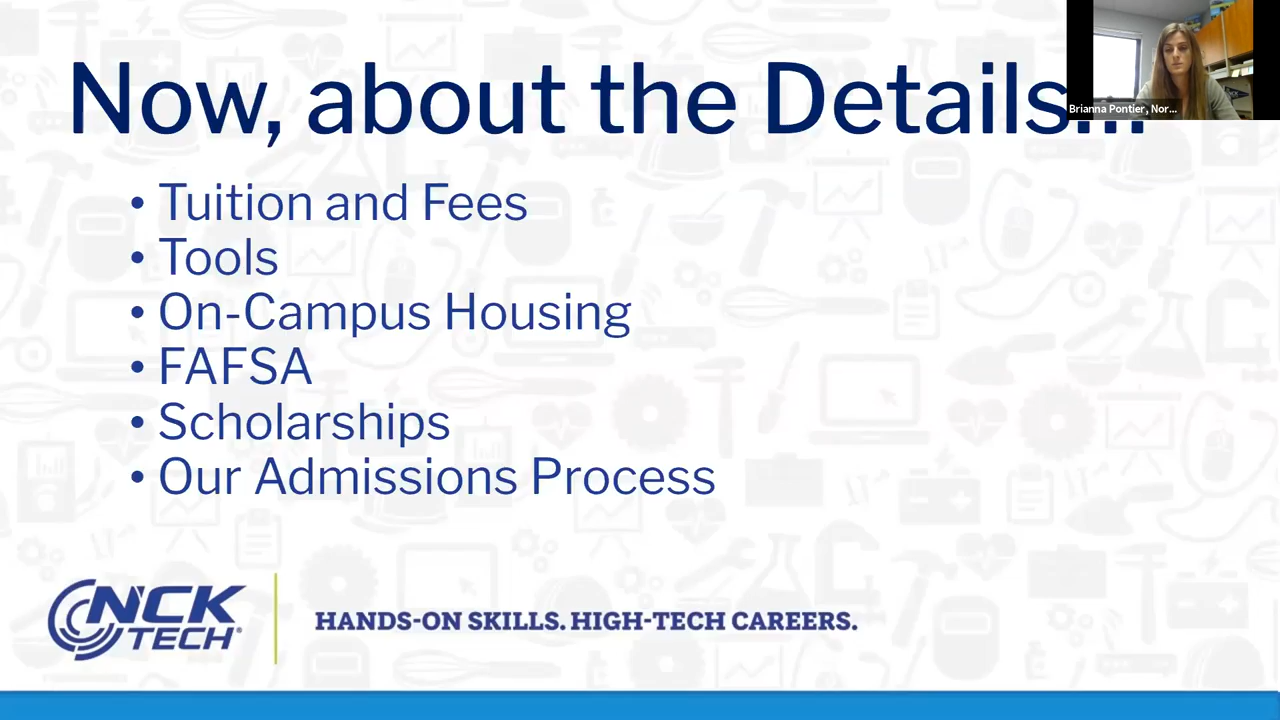 Now, about the Details...
Brianna Pontier, Nor...
• Tuition and Fees
• Tools
• On-Campus Housing
• FAFSA
• Scholarships
• Our Admissions Process
NCK
TECH®
HANDS-ON SKILLS. HIGH-TECH CAREERS.